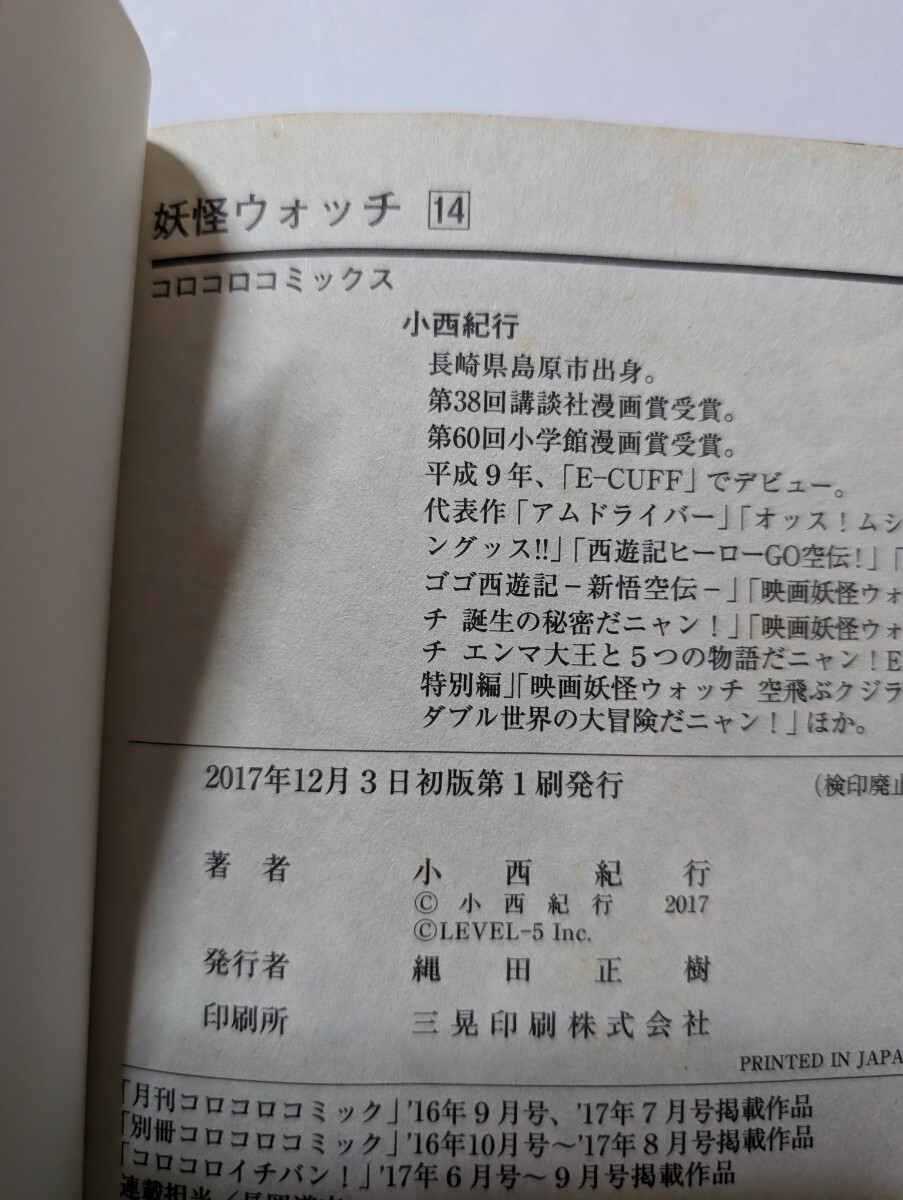 妖怪ウォッチ 14
コロコロコミックス
小西紀行
長崎県島原市出身。
第38回講談社漫画賞受賞。
第60回小学館漫画賞受賞。
平成9年、「E-CUFF」でデビュー。
代表作「アムドライバー」「オッス!ムシ
ングッス!!」「西遊記ヒーローGO空伝!」「
ゴゴ西遊記－新悟空伝－」「映画妖怪ウォ
チ 誕生の秘密だニャン!」「映画妖怪ウォ
チ エンマ大王と5つの物語だニャン!E
特別編」「映画妖怪ウォッチ 空飛ぶクジラ
ダブル世界の大冒険だニャン!」ほか。
2017年12月3日初版第1刷発行 (検印廃止
著者 小西紀行
©小西紀行 2017
©LEVEL-5 Inc.
発行者 縄田正樹
印刷所 三晃印刷株式会社
PRINTED IN JAPA
「月刊コロコロコミック」'16年9月号、'17年7月号掲載作品
「別冊コロコロコミック」'16年10月号～'17年8月号掲載作品
「コロコロイチバン!」'17年6月号～9月号掲載作品
連載担当／